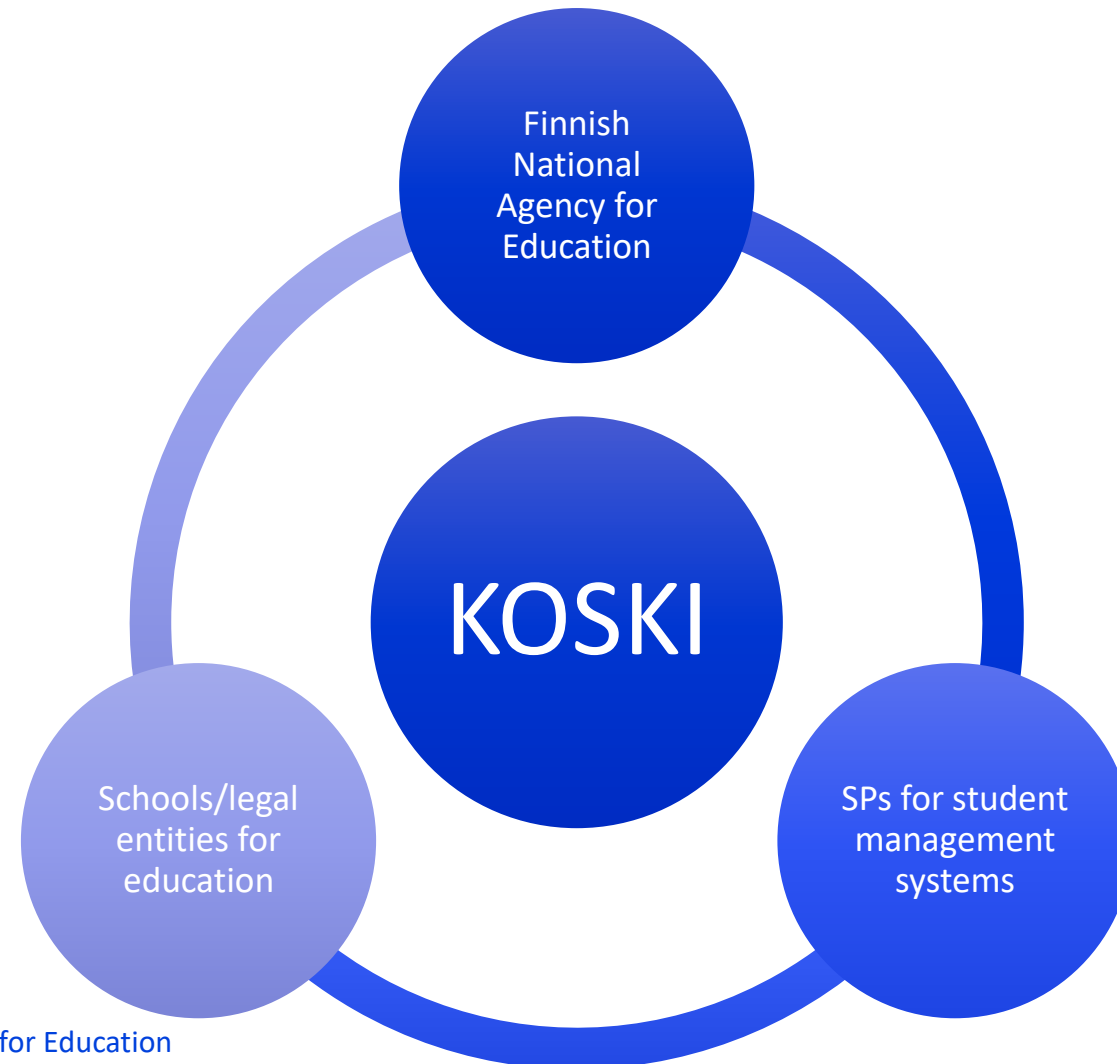 Finnish
National
Agency for
Education
KOSKI
Schools/legal
entities for
education
SPs for student
management
systems
for Education